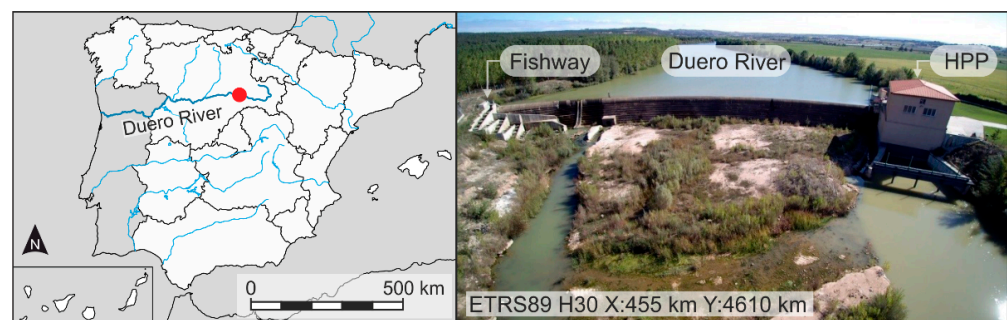 Duero River
N
0
500 km
Fishway
Duero River
HPP
ETRS89 H30 X:455 km Y:4610 km